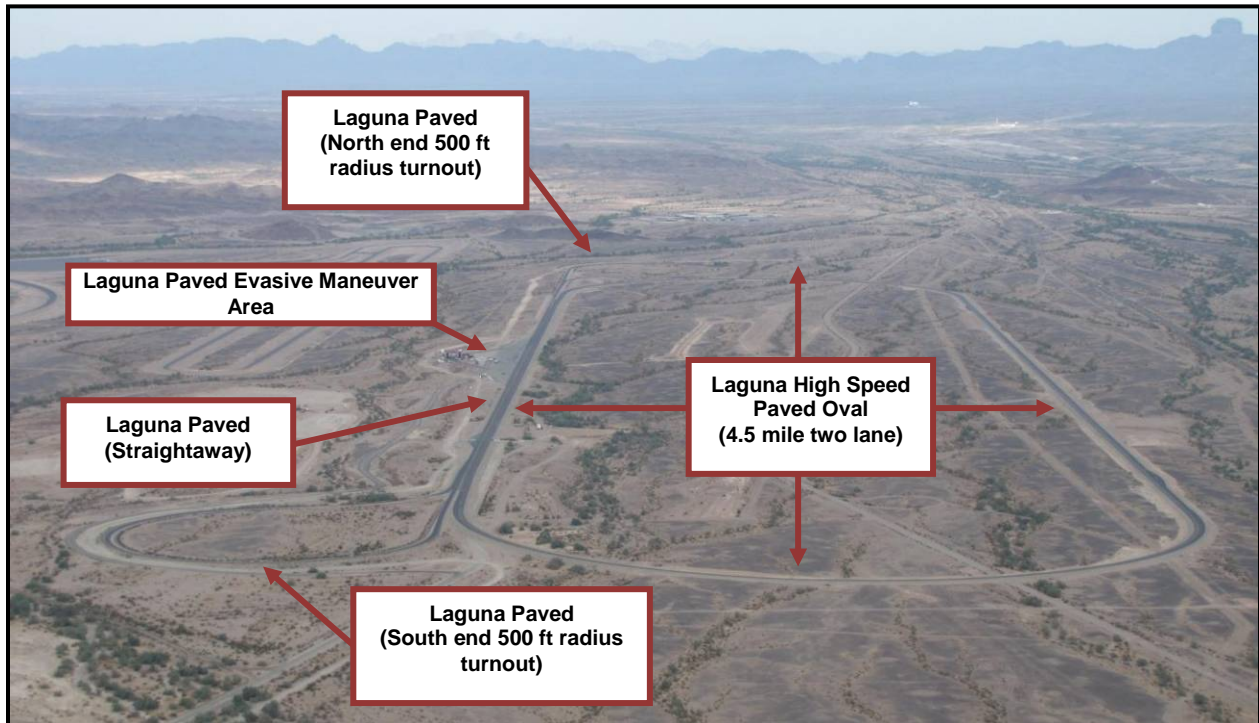 Laguna Paved
(North end 500 ft
radius turnout)
Laguna Paved Evasive Maneuver
Area
Laguna High Speed
Paved Oval
(4.5 mile two lane)
Laguna Paved
(Straightaway)
Laguna Paved
(South end 500 ft radius
turnout)